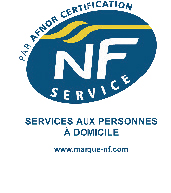 PAR AFNOR CERTIFICATION
NF
SERVICE
SERVICES AUX PERSONNES
À DOMICILE
www.marque-nf.com